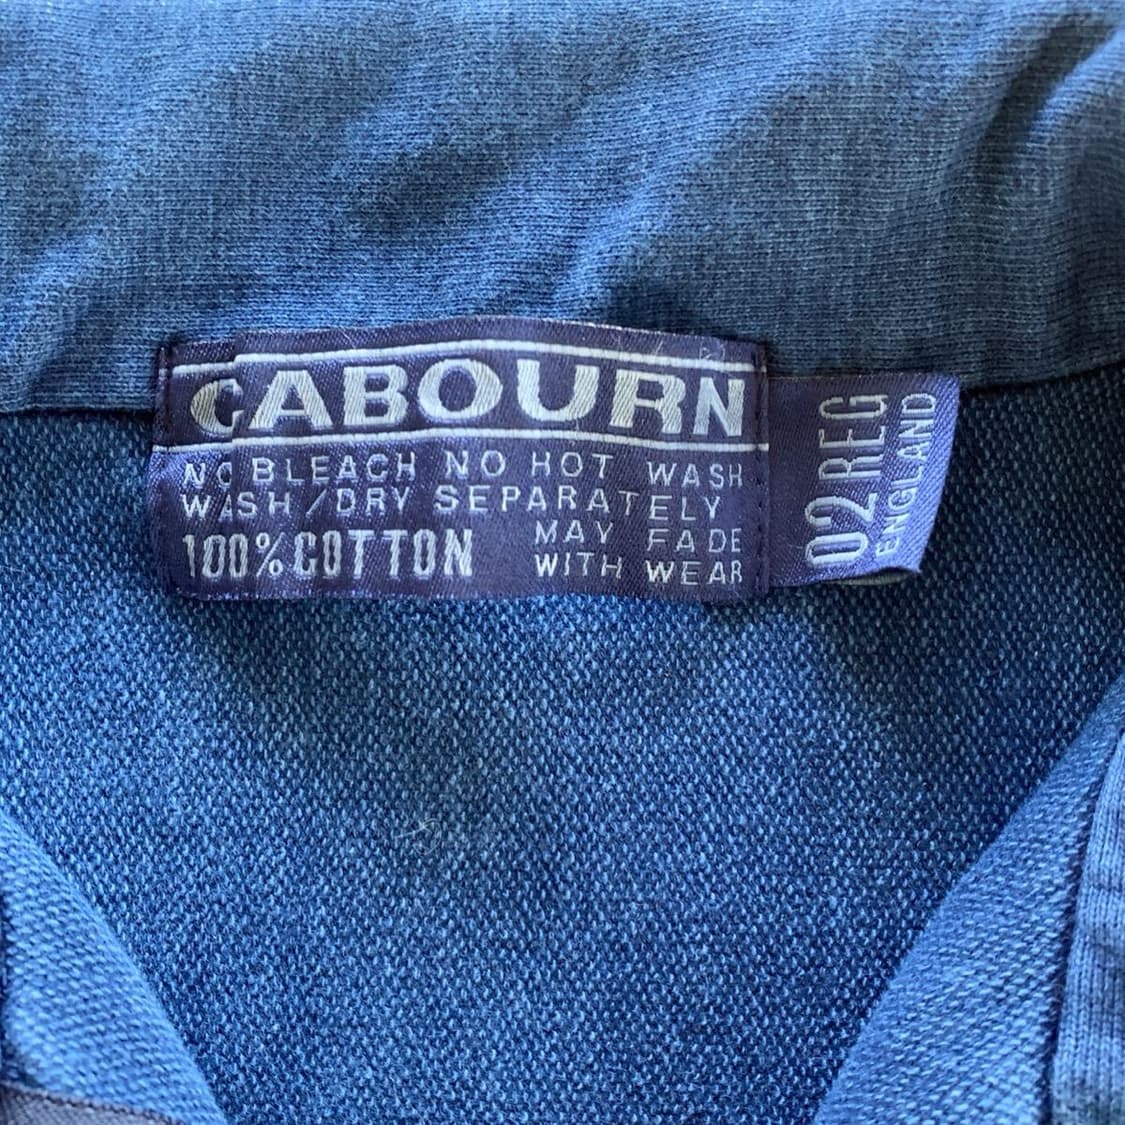 CABOURN
NO BLEACH NO HOT WASH
WASH/DRY SEPARATELY
100% COTTON MAY FADE
WITH WEAR
02 REG
ENGLAND